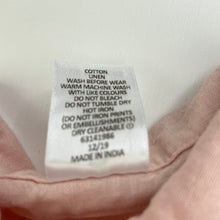 COTTON
LINEN
WASH BEFORE WEAR
WARM MACHINE WASH
WITH LIKE COLOURS
DO NOT BLEACH
DO NOT TUMBLE DRY
HOT IRON
(DO NOT IRON PRINTS
OR EMBELLISHMENTS)
DRY CLEANABLE
63141986
12/19
MADE IN INDIA